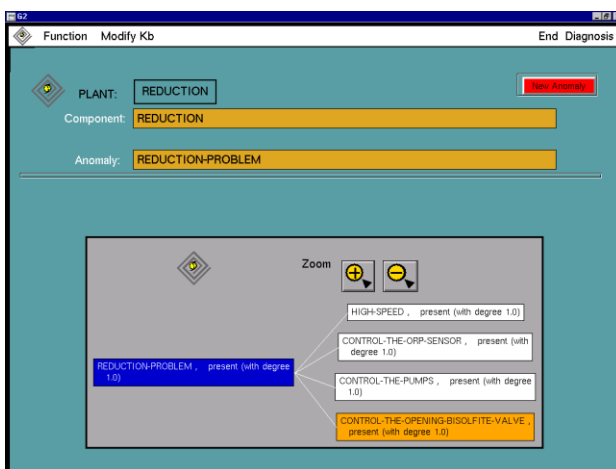 G2
Function Modify Kb End Diagnosis
PLANT: REDUCTION New Anomaly
Component: REDUCTION
Anomaly: REDUCTION-PROBLEM
Zoom
HIGH-SPEED , present (with degree 1.0)
CONTROL-THE-ORP-SENSOR , present (with
degree 1.0)
REDUCTION-PROBLEM , present (with degree
1.0)
CONTROL-THE-PUMPS , present (with degree
1.0)
CONTROL-THE-OPENING-BISOLFITE-VALVE ,
present (with degree 1.0)